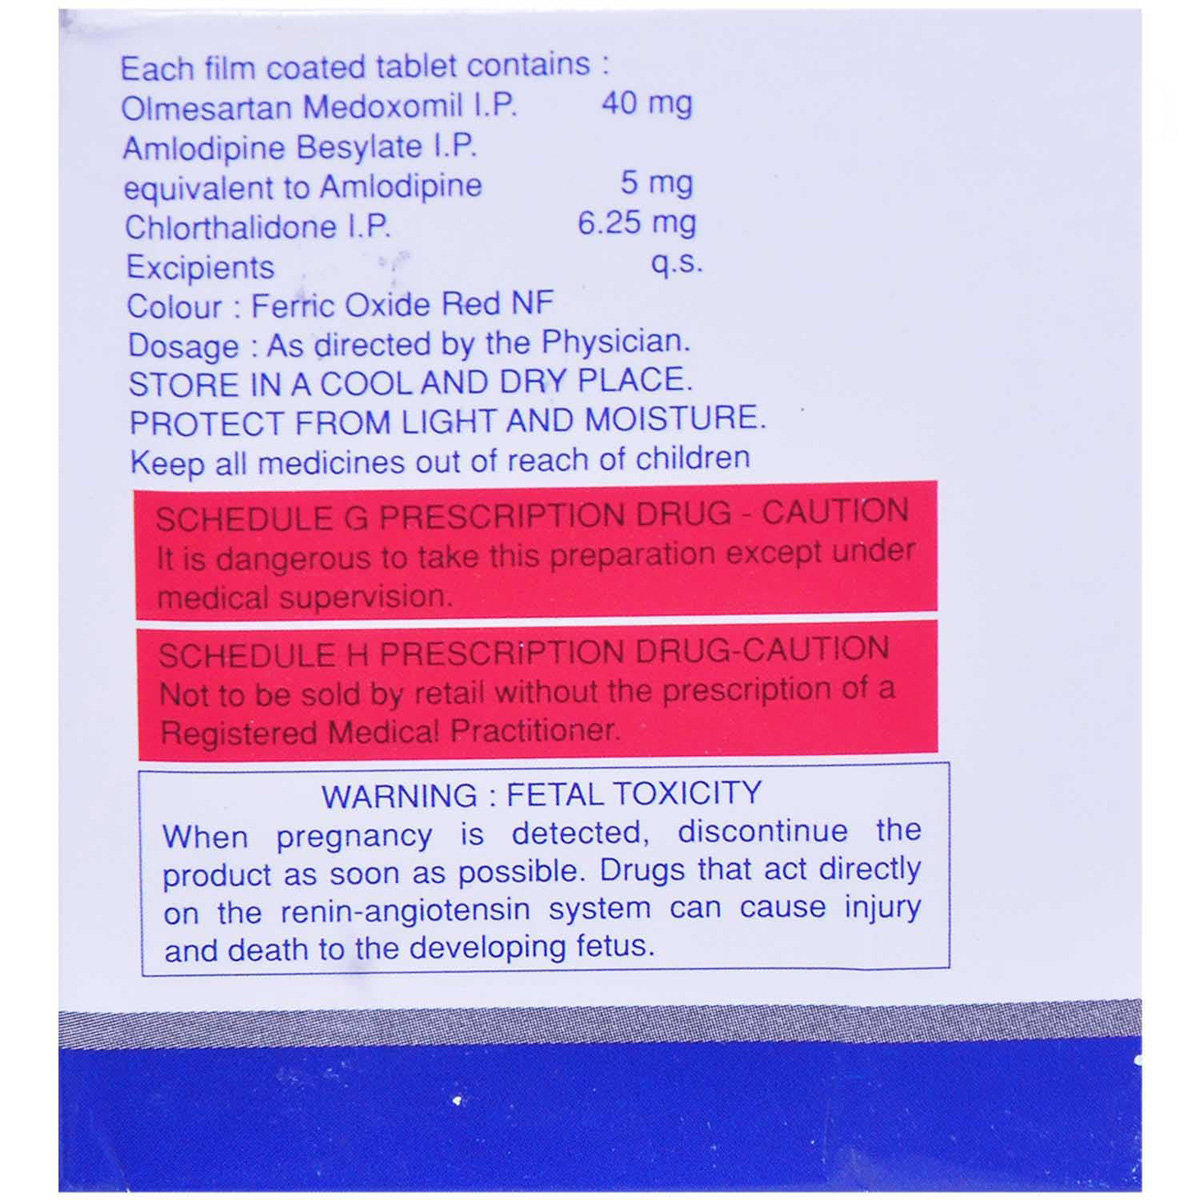 Each film coated tablet contains :
Olmesartan Medoxomil I.P. 40 mg
Amlodipine Besylate I.P.
equivalent to Amlodipine 5 mg
Chlorthalidone I.P. 6.25 mg
Excipients q.s.
Colour : Ferric Oxide Red NF
Dosage : As directed by the Physician.
STORE IN A COOL AND DRY PLACE.
PROTECT FROM LIGHT AND MOISTURE.
Keep all medicines out of reach of children
SCHEDULE G PRESCRIPTION DRUG - CAUTION
It is dangerous to take this preparation except under
medical supervision.
SCHEDULE H PRESCRIPTION DRUG-CAUTION
Not to be sold by retail without the prescription of a
Registered Medical Practitioner.
WARNING : FETAL TOXICITY
When pregnancy is detected, discontinue the
product as soon as possible. Drugs that act directly
on the renin-angiotensin system can cause injury
and death to the developing fetus.